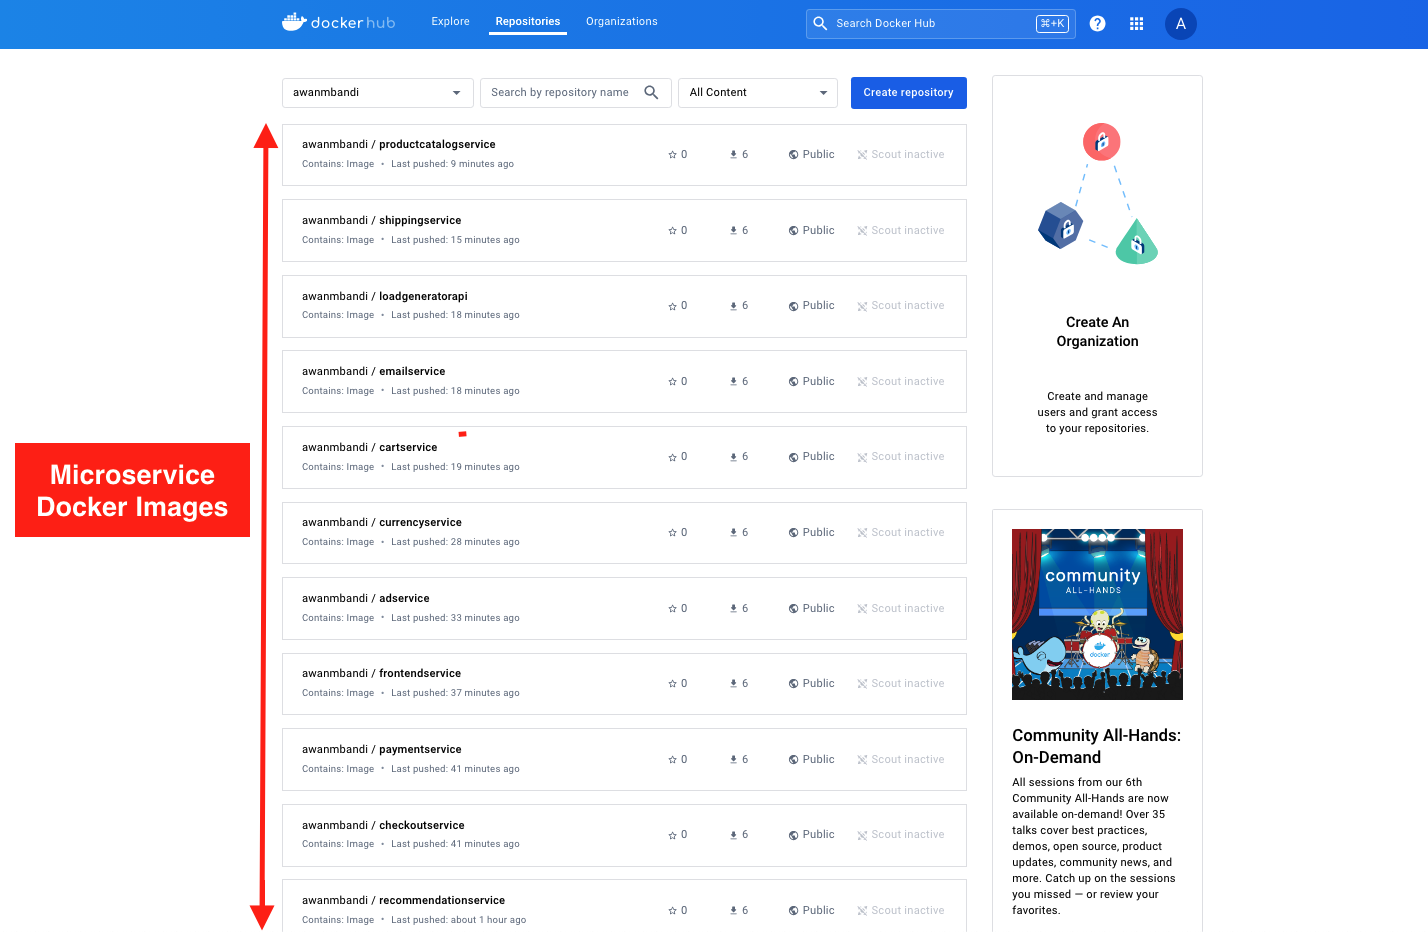 docker hub
Explore
Repositories
Organizations
Search Docker Hub
⌘+K
A
awanmbandi
Search by repository name
All Content
Create repository
awanmbandi / productcatalogservice
Contains: Image • Last pushed: 9 minutes ago
0
6
Public
Scout inactive
awanmbandi / shippingservice
Contains: Image • Last pushed: 15 minutes ago
0
6
Public
Scout inactive
awanmbandi / loadgeneratorapi
Contains: Image • Last pushed: 18 minutes ago
0
6
Public
Scout inactive
awanmbandi / emailservice
Contains: Image • Last pushed: 18 minutes ago
0
6
Public
Scout inactive
awanmbandi / cartservice
Contains: Image • Last pushed: 19 minutes ago
0
6
Public
Scout inactive
awanmbandi / currencyservice
Contains: Image • Last pushed: 28 minutes ago
0
6
Public
Scout inactive
awanmbandi / adservice
Contains: Image • Last pushed: 33 minutes ago
0
6
Public
Scout inactive
awanmbandi / frontendservice
Contains: Image • Last pushed: 37 minutes ago
0
6
Public
Scout inactive
awanmbandi / paymentservice
Contains: Image • Last pushed: 41 minutes ago
0
6
Public
Scout inactive
awanmbandi / checkoutservice
Contains: Image • Last pushed: 41 minutes ago
0
6
Public
Scout inactive
awanmbandi / recommendationservice
Contains: Image • Last pushed: about 1 hour ago
0
6
Public
Scout inactive
Microservice
Docker Images
Create An
Organization
Create and manage
users and grant access
to your repositories.
community
ALL-HANDS
docker
Community All-Hands:
On-Demand
All sessions from our 6th
Community All-Hands are now
available on-demand! Over 35
talks cover best practices,
demos, open source, product
updates, community news, and
more. Catch up on the sessions
you missed — or review your
favorites.